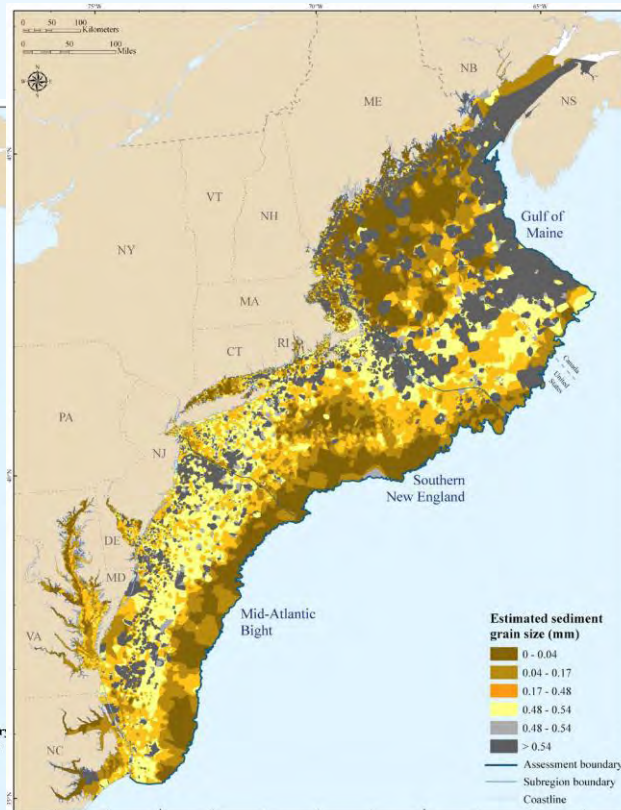 75°W
70°W
65°W
0 50 100
Kilometers
0 50 100
Miles
NB
NS
ME
VT
NH
NY
Gulf of
Maine
MA
CT
RI
Canada
United
States
PA
NJ
Southern
New England
DE
MD
Mid-Atlantic
Bight
VA
NC
40°N
Estimated sediment
grain size (mm)
0 - 0.04
0.04 - 0.17
0.17 - 0.48
0.48 - 0.54
0.48 - 0.54
> 0.54
Assessment boundary
Subregion boundary
Coastline